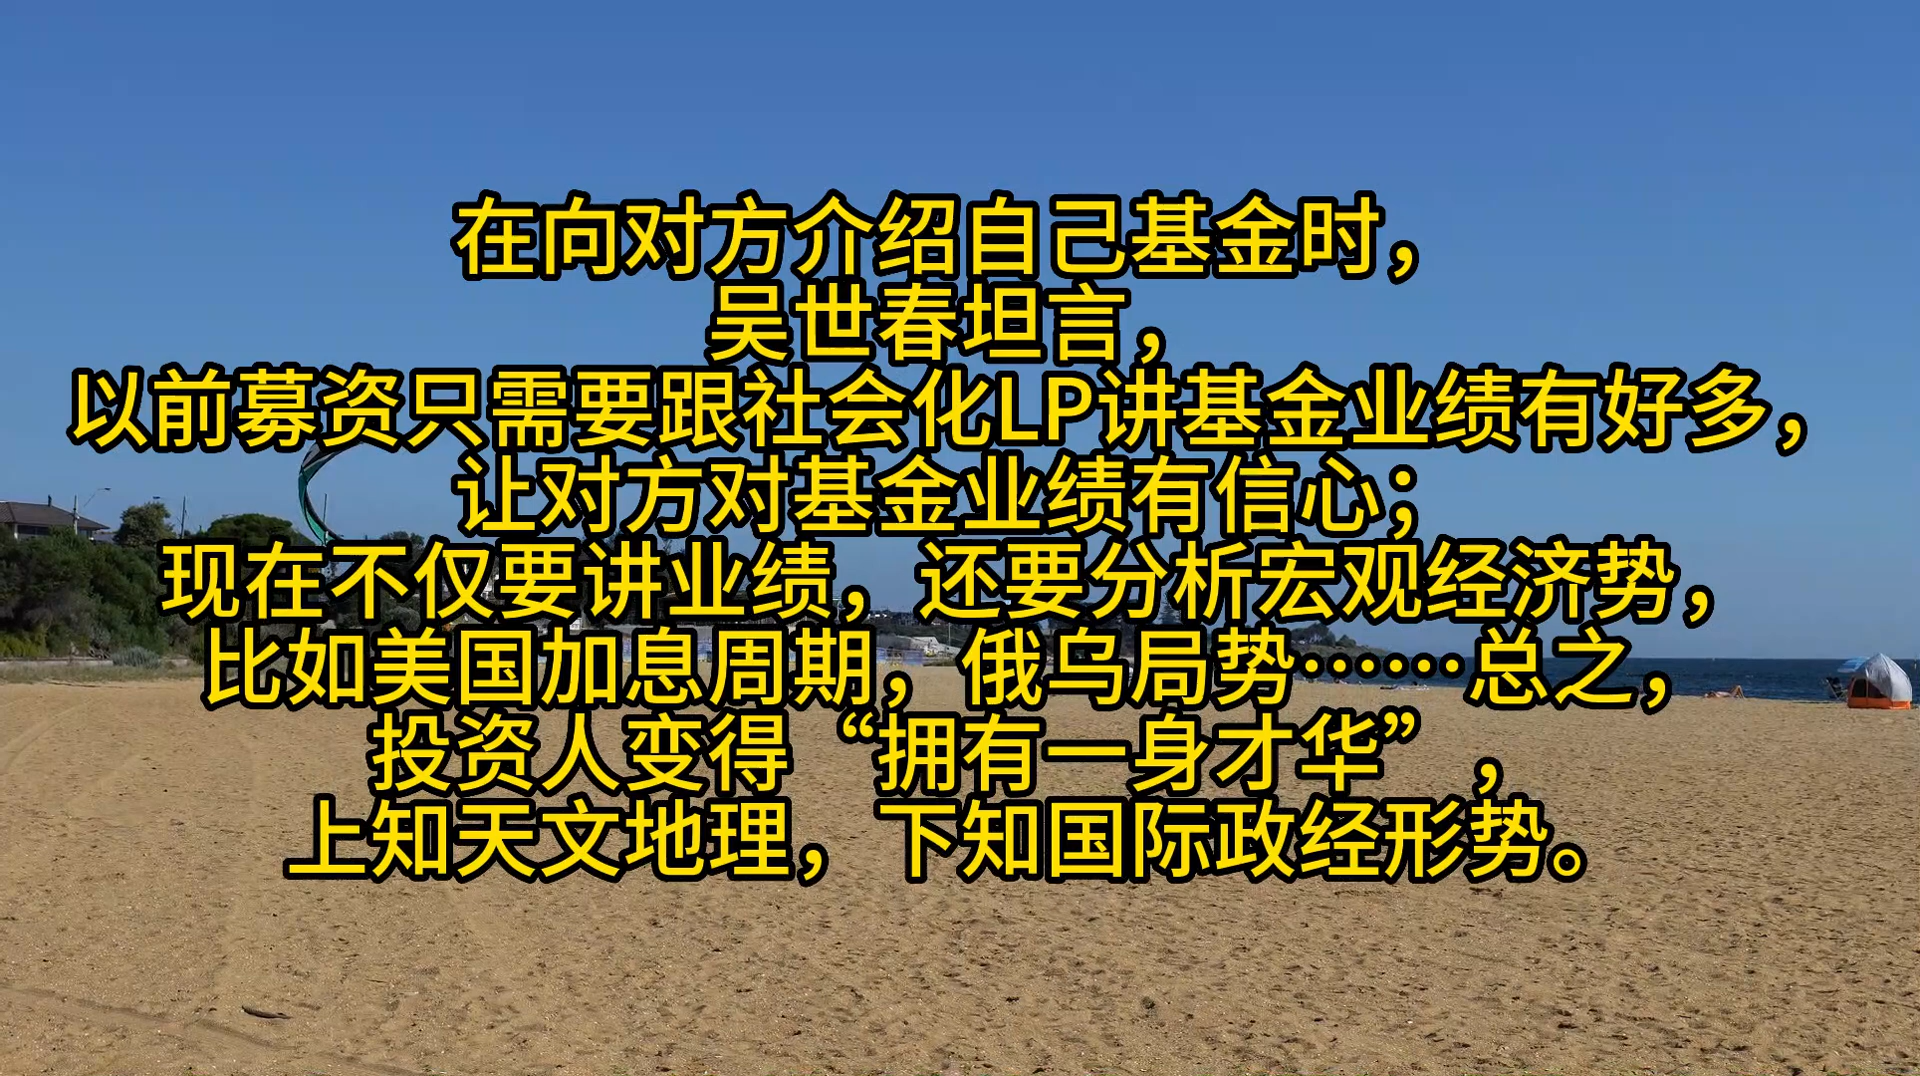 在向对方介绍自己基金时，
吴世春坦言，
以前募资只需要跟社会化LP讲基金业绩有好多，
让对方对基金业绩有信心；
现在不仅要讲业绩，还要分析宏观经济势，
比如美国加息周期，俄乌局势……总之，
投资人变得“拥有一身才华”，
上知天文地理，下知国际政经形势。